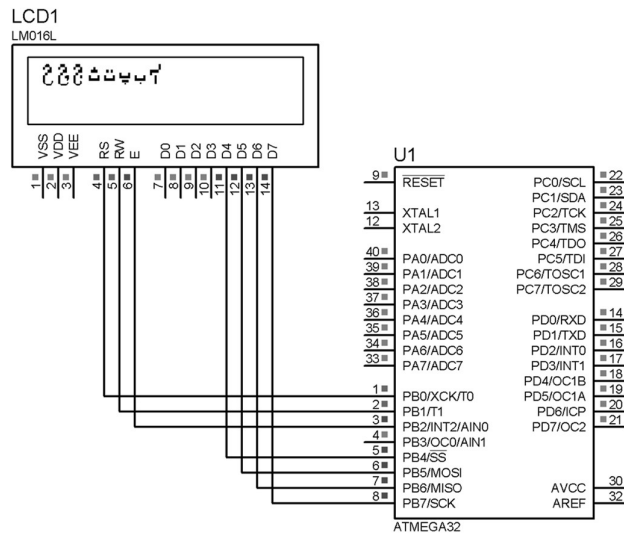 LCD1
LM016L
آ ب پ ت ث ج چ ح
VSS
VDD
VEE
RS
RW
E
D0
D1
D2
D3
D4
D5
D6
D7
1
2
3
4
5
6
7
8
9
10
11
12
13
14
U1
9 RESET
13 XTAL1
12 XTAL2
40 PA0/ADC0
39 PA1/ADC1
38 PA2/ADC2
37 PA3/ADC3
36 PA4/ADC4
35 PA5/ADC5
34 PA6/ADC6
33 PA7/ADC7
1 PB0/XCK/T0
2 PB1/T1
3 PB2/INT2/AIN0
4 PB3/OC0/AIN1
5 PB4/SS
6 PB5/MOSI
7 PB6/MISO
8 PB7/SCK
PC0/SCL 22
PC1/SDA 23
PC2/TCK 24
PC3/TMS 25
PC4/TDO 26
PC5/TDI 27
PC6/TOSC1 28
PC7/TOSC2 29
PD0/RXD 14
PD1/TXD 15
PD2/INT0 16
PD3/INT1 17
PD4/OC1B 18
PD5/OC1A 19
PD6/ICP 20
PD7/OC2 21
AVCC 30
AREF 32
ATMEGA32